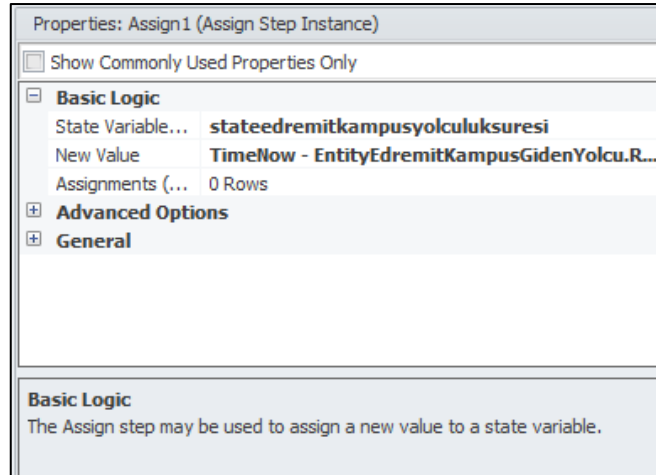 Properties: Assign1 (Assign Step Instance)
Show Commonly Used Properties Only
Basic Logic
State Variable... stateedremitkampusyolculuksuresi
New Value TimeNow - EntityEdremitKampusGidenYolcu.R...
Assignments (... 0 Rows
Advanced Options
General
Basic Logic
The Assign step may be used to assign a new value to a state variable.